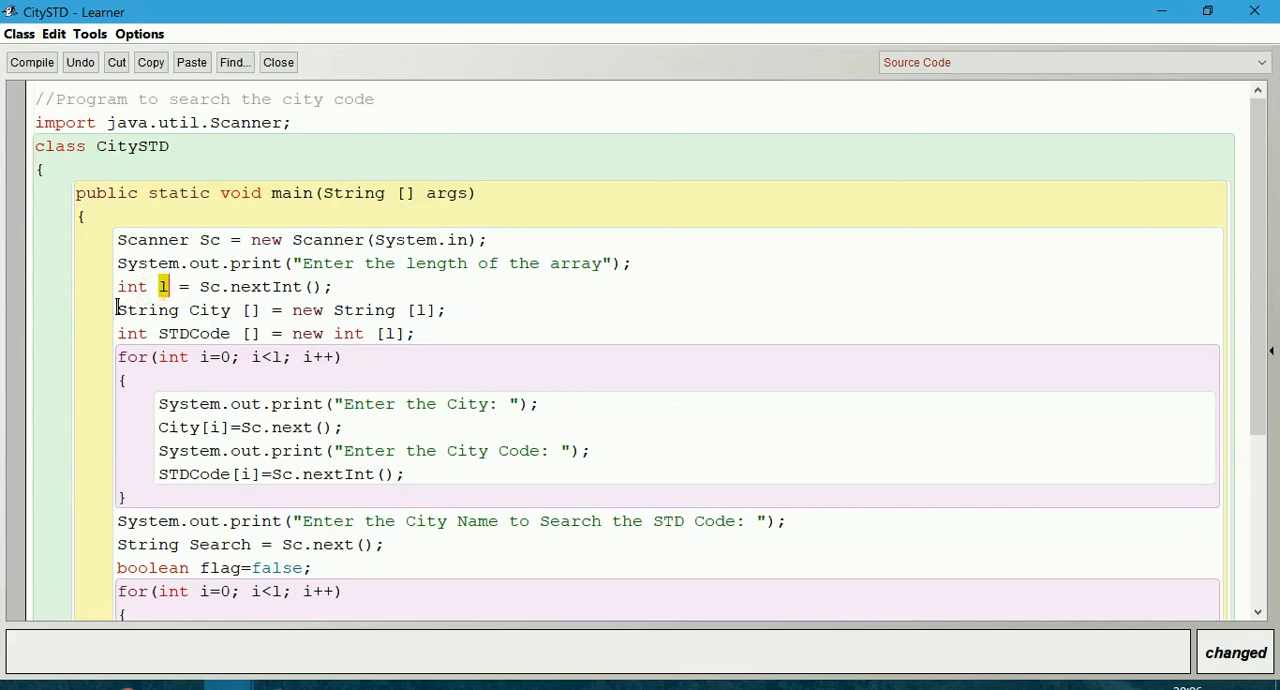 CitySTD - Learner
Class Edit Tools Options
Compile Undo Cut Copy Paste Find... Close Source Code
//Program to search the city code
import java.util.Scanner;
class CitySTD
{
public static void main(String [] args)
{
Scanner Sc = new Scanner(System.in);
System.out.print("Enter the length of the array");
int l = Sc.nextInt();
String City [] = new String [l];
int STDCode [] = new int [l];
for(int i=0; i<l; i++)
{
System.out.print("Enter the City: ");
City[i]=Sc.next();
System.out.print("Enter the City Code: ");
STDCode[i]=Sc.nextInt();
}
System.out.print("Enter the City Name to Search the STD Code: ");
String Search = Sc.next();
boolean flag=false;
for(int i=0; i<l; i++)
{
changed